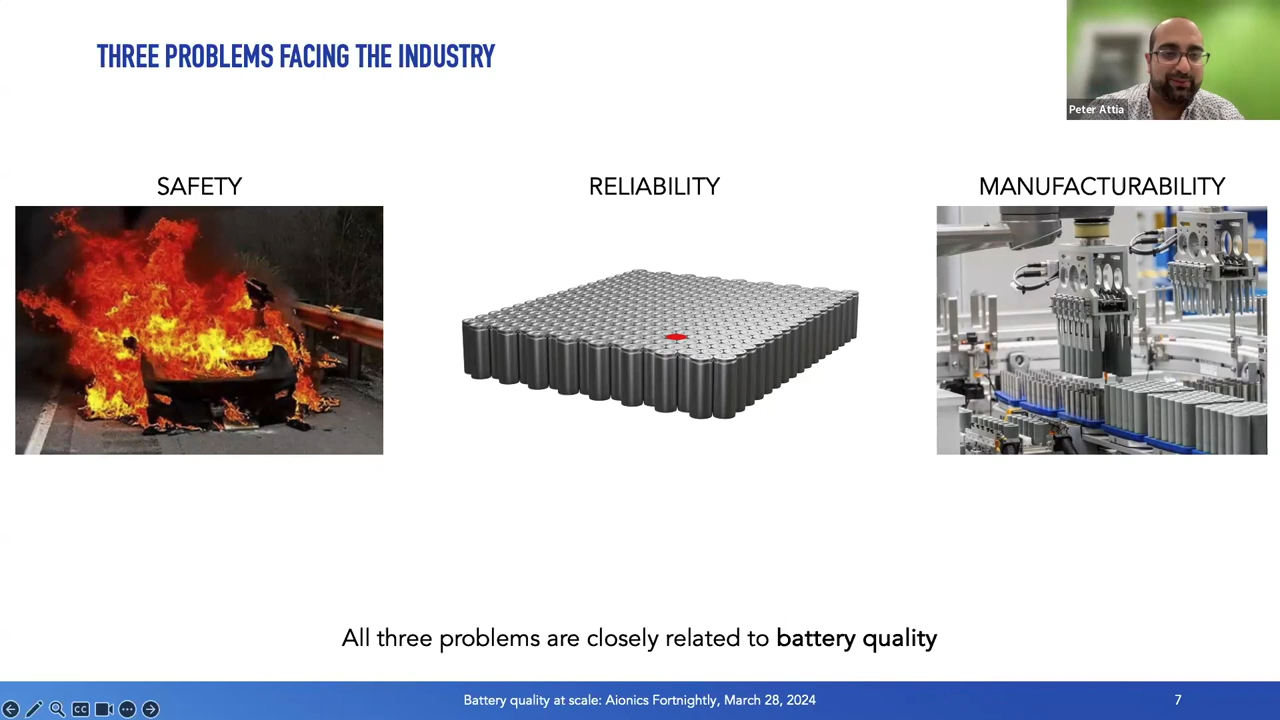 THREE PROBLEMS FACING THE INDUSTRY
Peter Attia
SAFETY
RELIABILITY
MANUFACTURABILITY
All three problems are closely related to battery quality
Battery quality at scale: Aionics Fortnightly, March 28, 2024
7
CC